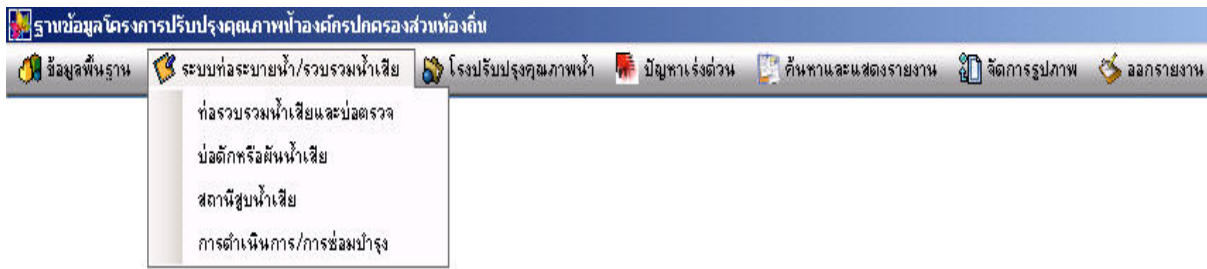 ฐานข้อมูลโครงการปรับปรุงคุณภาพน้ำองค์กรปกครองส่วนท้องถิ่น
ข้อมูลพื้นฐาน ระบบท่อระบายน้ำ/รวบรวมน้ำเสีย โรงปรับปรุงคุณภาพน้ำ ปัญหาเร่งด่วน ค้นหาและแสดงรายงาน จัดการรูปภาพ ออกรายงาน
ท่อรวบรวมน้ำเสียและบ่อตรวจ
บ่อดักหรือผันน้ำเสีย
สถานีสูบน้ำเสีย
การดำเนินการ/การซ่อมบำรุง